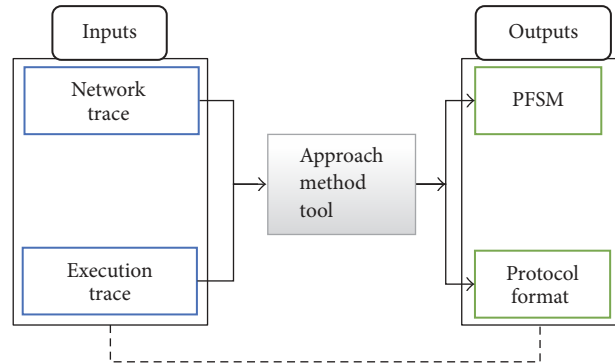 Inputs
Outputs
Network
trace
PFSM
Approach
method
tool
Execution
trace
Protocol
format